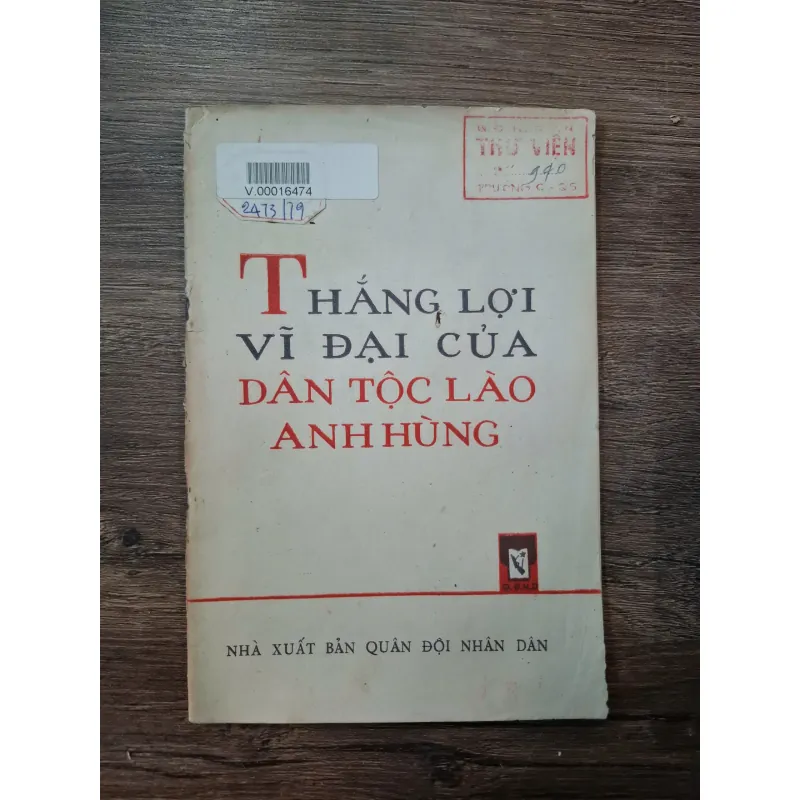 V.00016474
2473/79
THƯ VIỆN
940
THẮNG LỢI
VĨ ĐẠI CỦA
DÂN TỘC LÀO
ANH HÙNG
Q.Đ.N.D
NHÀ XUẤT BẢN QUÂN ĐỘI NHÂN DÂN